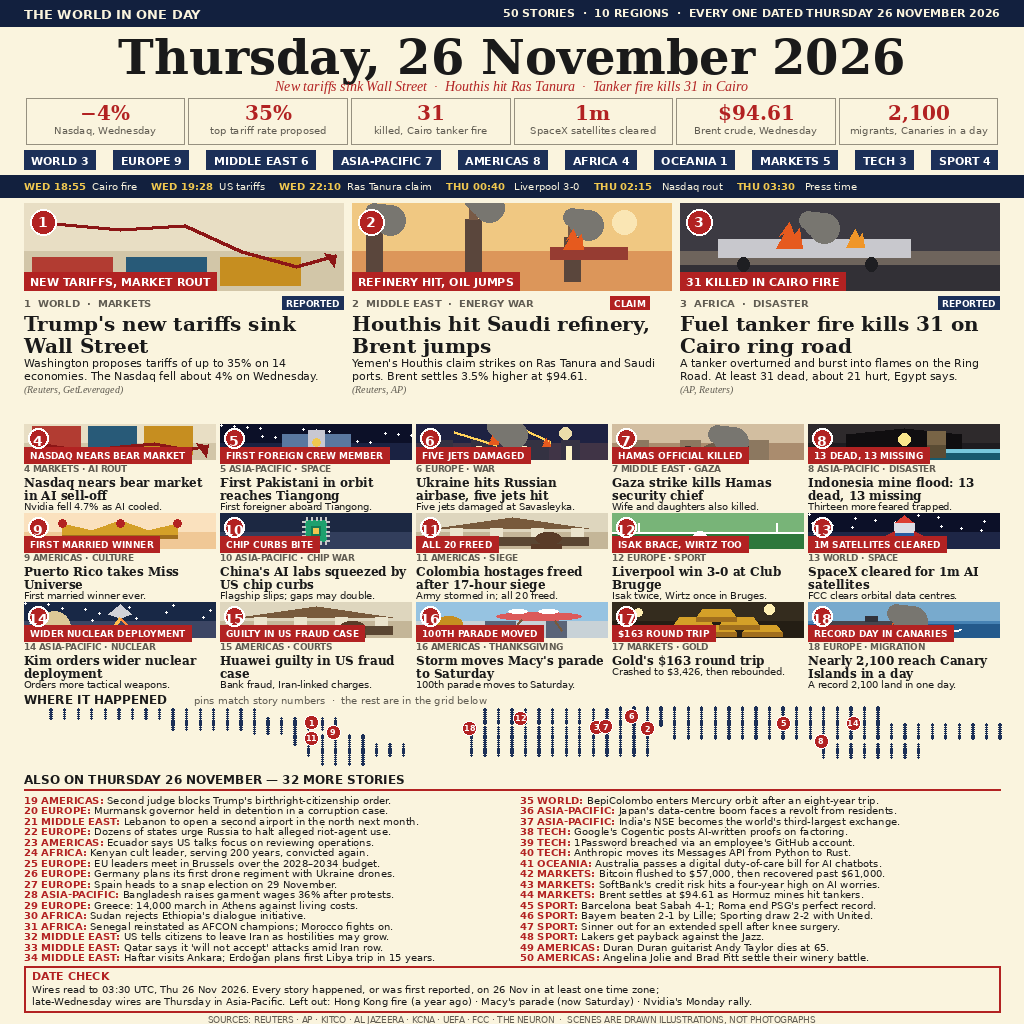 THE WORLD IN ONE DAY
50 STORIES · 10 REGIONS · EVERY ONE DATED THURSDAY 26 NOVEMBER 2026
Thursday, 26 November 2026
New tariffs sink Wall Street · Houthis hit Ras Tanura · Tanker fire kills 31 in Cairo
−4%
Nasdaq, Wednesday
35%
top tariff rate proposed
31
killed, Cairo tanker fire
1m
SpaceX satellites cleared
$94.61
Brent crude, Wednesday
2,100
migrants, Canaries in a day
WORLD 3
EUROPE 9
MIDDLE EAST 6
ASIA-PACIFIC 7
AMERICAS 8
AFRICA 4
OCEANIA 1
MARKETS 5
TECH 3
SPORT 4
WED 18:55 Cairo fire WED 19:28 US tariffs WED 22:10 Ras Tanura claim THU 00:40 Liverpool 3-0 THU 02:15 Nasdaq rout THU 03:30 Press time
1
NEW TARIFFS, MARKET ROUT
1 WORLD · MARKETS
REPORTED
Trump's new tariffs sink
Wall Street
Washington proposes tariffs of up to 35% on 14
economies. The Nasdaq fell about 4% on Wednesday.
(Reuters, GetLeveraged)
2
REFINERY HIT, OIL JUMPS
2 MIDDLE EAST · ENERGY WAR
CLAIM
Houthis hit Saudi refinery,
Brent jumps
Yemen's Houthis claim strikes on Ras Tanura and Saudi
ports. Brent settles 3.5% higher at $94.61.
(Reuters, AP)
3
31 KILLED IN CAIRO FIRE
3 AFRICA · DISASTER
REPORTED
Fuel tanker fire kills 31 on
Cairo ring road
A tanker overturned and burst into flames on the Ring
Road. At least 31 dead, about 21 hurt, Egypt says.
(AP, Reuters)
4
NASDAQ NEARS BEAR MARKET
4 MARKETS · AI ROUT
Nasdaq nears bear market
in AI sell-off
Nvidia fell 4.7% as AI cooled.
5
FIRST FOREIGN CREW MEMBER
5 ASIA-PACIFIC · SPACE
First Pakistani in orbit
reaches Tiangong
First foreigner aboard Tiangong.
6
FIVE JETS DAMAGED
6 EUROPE · WAR
Ukraine hits Russian
airbase, five jets hit
Five jets damaged at Savasleyka.
7
HAMAS OFFICIAL KILLED
7 MIDDLE EAST · GAZA
Gaza strike kills Hamas
security chief
Wife and daughters also killed.
8
13 DEAD, 13 MISSING
8 ASIA-PACIFIC · DISASTER
Indonesia mine flood: 13
dead, 13 missing
Thirteen more feared trapped.
9
FIRST MARRIED WINNER
9 AMERICAS · CULTURE
Puerto Rico takes Miss
Universe
First married winner ever.
10
CHIP CURBS BITE
10 ASIA-PACIFIC · CHIP WAR
China's AI labs squeezed by
US chip curbs
Flagship slips; gaps may double.
11
ALL 20 FREED
11 AMERICAS · SIEGE
Colombia hostages freed
after 17-hour siege
Army stormed in; all 20 freed.
12
ISAK BRACE, WIRTZ TOO
12 EUROPE · SPORT
Liverpool win 3-0 at Club
Brugge
Isak twice, Wirtz once in Bruges.
13
1M SATELLITES CLEARED
13 WORLD · SPACE
SpaceX cleared for 1m AI
satellites
FCC clears orbital data centres.
14
WIDER NUCLEAR DEPLOYMENT
14 ASIA-PACIFIC · NUCLEAR
Kim orders wider nuclear
deployment
Orders more tactical weapons.
15
GUILTY IN US FRAUD CASE
15 AMERICAS · COURTS
Huawei guilty in US fraud
case
Bank fraud, Iran-linked charges.
16
100TH PARADE MOVED
16 AMERICAS · THANKSGIVING
Storm moves Macy's parade
to Saturday
100th parade moves to Saturday.
17
$163 ROUND TRIP
17 MARKETS · GOLD
Gold's $163 round trip
Crashed to $3,426, then rebounded.
18
RECORD DAY IN CANARIES
18 EUROPE · MIGRATION
Nearly 2,100 reach Canary
Islands in a day
A record 2,100 land in one day.
WHERE IT HAPPENED pins match story numbers · the rest are in the grid below
1
11
9
18
12
3
7
6
2
5
8
14
ALSO ON THURSDAY 26 NOVEMBER — 32 MORE STORIES
19 AMERICAS: Second judge blocks Trump's birthright-citizenship order.
20 EUROPE: Murmansk governor held in detention in a corruption case.
21 MIDDLE EAST: Lebanon to open a second airport in the north next month.
22 EUROPE: Dozens of states urge Russia to halt alleged riot-agent use.
23 AMERICAS: Ecuador says US talks focus on reviewing operations.
24 AFRICA: Kenyan cult leader, serving 200 years, convicted again.
25 EUROPE: EU leaders meet in Brussels over the 2028–2034 budget.
26 EUROPE: Germany plans its first drone regiment with Ukraine drones.
27 EUROPE: Spain heads to a snap election on 29 November.
28 ASIA-PACIFIC: Bangladesh raises garment wages 36% after protests.
29 EUROPE: Greece: 14,000 march in Athens against living costs.
30 AFRICA: Sudan rejects Ethiopia's dialogue initiative.
31 AFRICA: Senegal reinstated as AFCON champions; Morocco fights on.
32 MIDDLE EAST: US tells citizens to leave Iran as hostilities may grow.
33 MIDDLE EAST: Qatar says it 'will not accept' attacks amid Iran row.
34 MIDDLE EAST: Haftar visits Ankara; Erdoğan plans first Libya trip in 15 years.
35 WORLD: BepiColombo enters Mercury orbit after an eight-year trip.
36 ASIA-PACIFIC: Japan's data-centre boom faces a revolt from residents.
37 ASIA-PACIFIC: India's NSE becomes the world's third-largest exchange.
38 TECH: Google's Cogentic posts AI-written proofs on factoring.
39 TECH: 1Password breached via an employee's GitHub account.
40 TECH: Anthropic moves its Messages API from Python to Rust.
41 OCEANIA: Australia passes a digital duty-of-care bill for AI chatbots.
42 MARKETS: Bitcoin flushed to $57,000, then recovered past $61,000.
43 MARKETS: SoftBank's credit risk hits a four-year high on AI worries.
44 MARKETS: Brent settles at $94.61 as Hormuz mines hit tankers.
45 SPORT: Barcelona beat Sabah 4-1; Roma end PSG's perfect record.
46 SPORT: Bayern beaten 2-1 by Lille; Sporting draw 2-2 with United.
47 SPORT: Sinner out for an extended spell after knee surgery.
48 SPORT: Lakers get payback against the Jazz.
49 AMERICAS: Duran Duran guitarist Andy Taylor dies at 65.
50 AMERICAS: Angelina Jolie and Brad Pitt settle their winery battle.
DATE CHECK
Wires read to 03:30 UTC, Thu 26 Nov 2026. Every story happened, or was first reported, on 26 Nov in at least one time zone;
late-Wednesday wires are Thursday in Asia-Pacific. Left out: Hong Kong fire (a year ago) · Macy's parade (now Saturday) · Nvidia's Monday rally.
SOURCES: REUTERS · AP · KITCO · AL JAZEERA · KCNA · UEFA · FCC · THE NEURON · SCENES ARE DRAWN ILLUSTRATIONS, NOT PHOTOGRAPHS